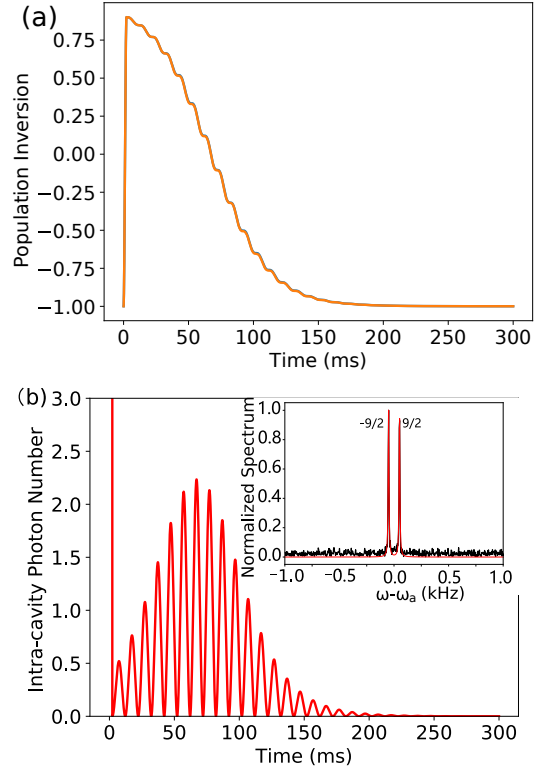 (a)
Population Inversion
0.75
0.50
0.25
0.00
−0.25
−0.50
−0.75
−1.00
0 50 100 150 200 250 300
Time (ms)
(b)
Intra-cavity Photon Number
3.0
2.5
2.0
1.5
1.0
0.5
0.0
0 50 100 150 200 250 300
Time (ms)
Normalized Spectrum
1.0
0.8
0.6
0.4
0.2
0.0
-9/2 9/2
−1.0 −0.5 0.0 0.5 1.0
ω-ωₐ (kHz)